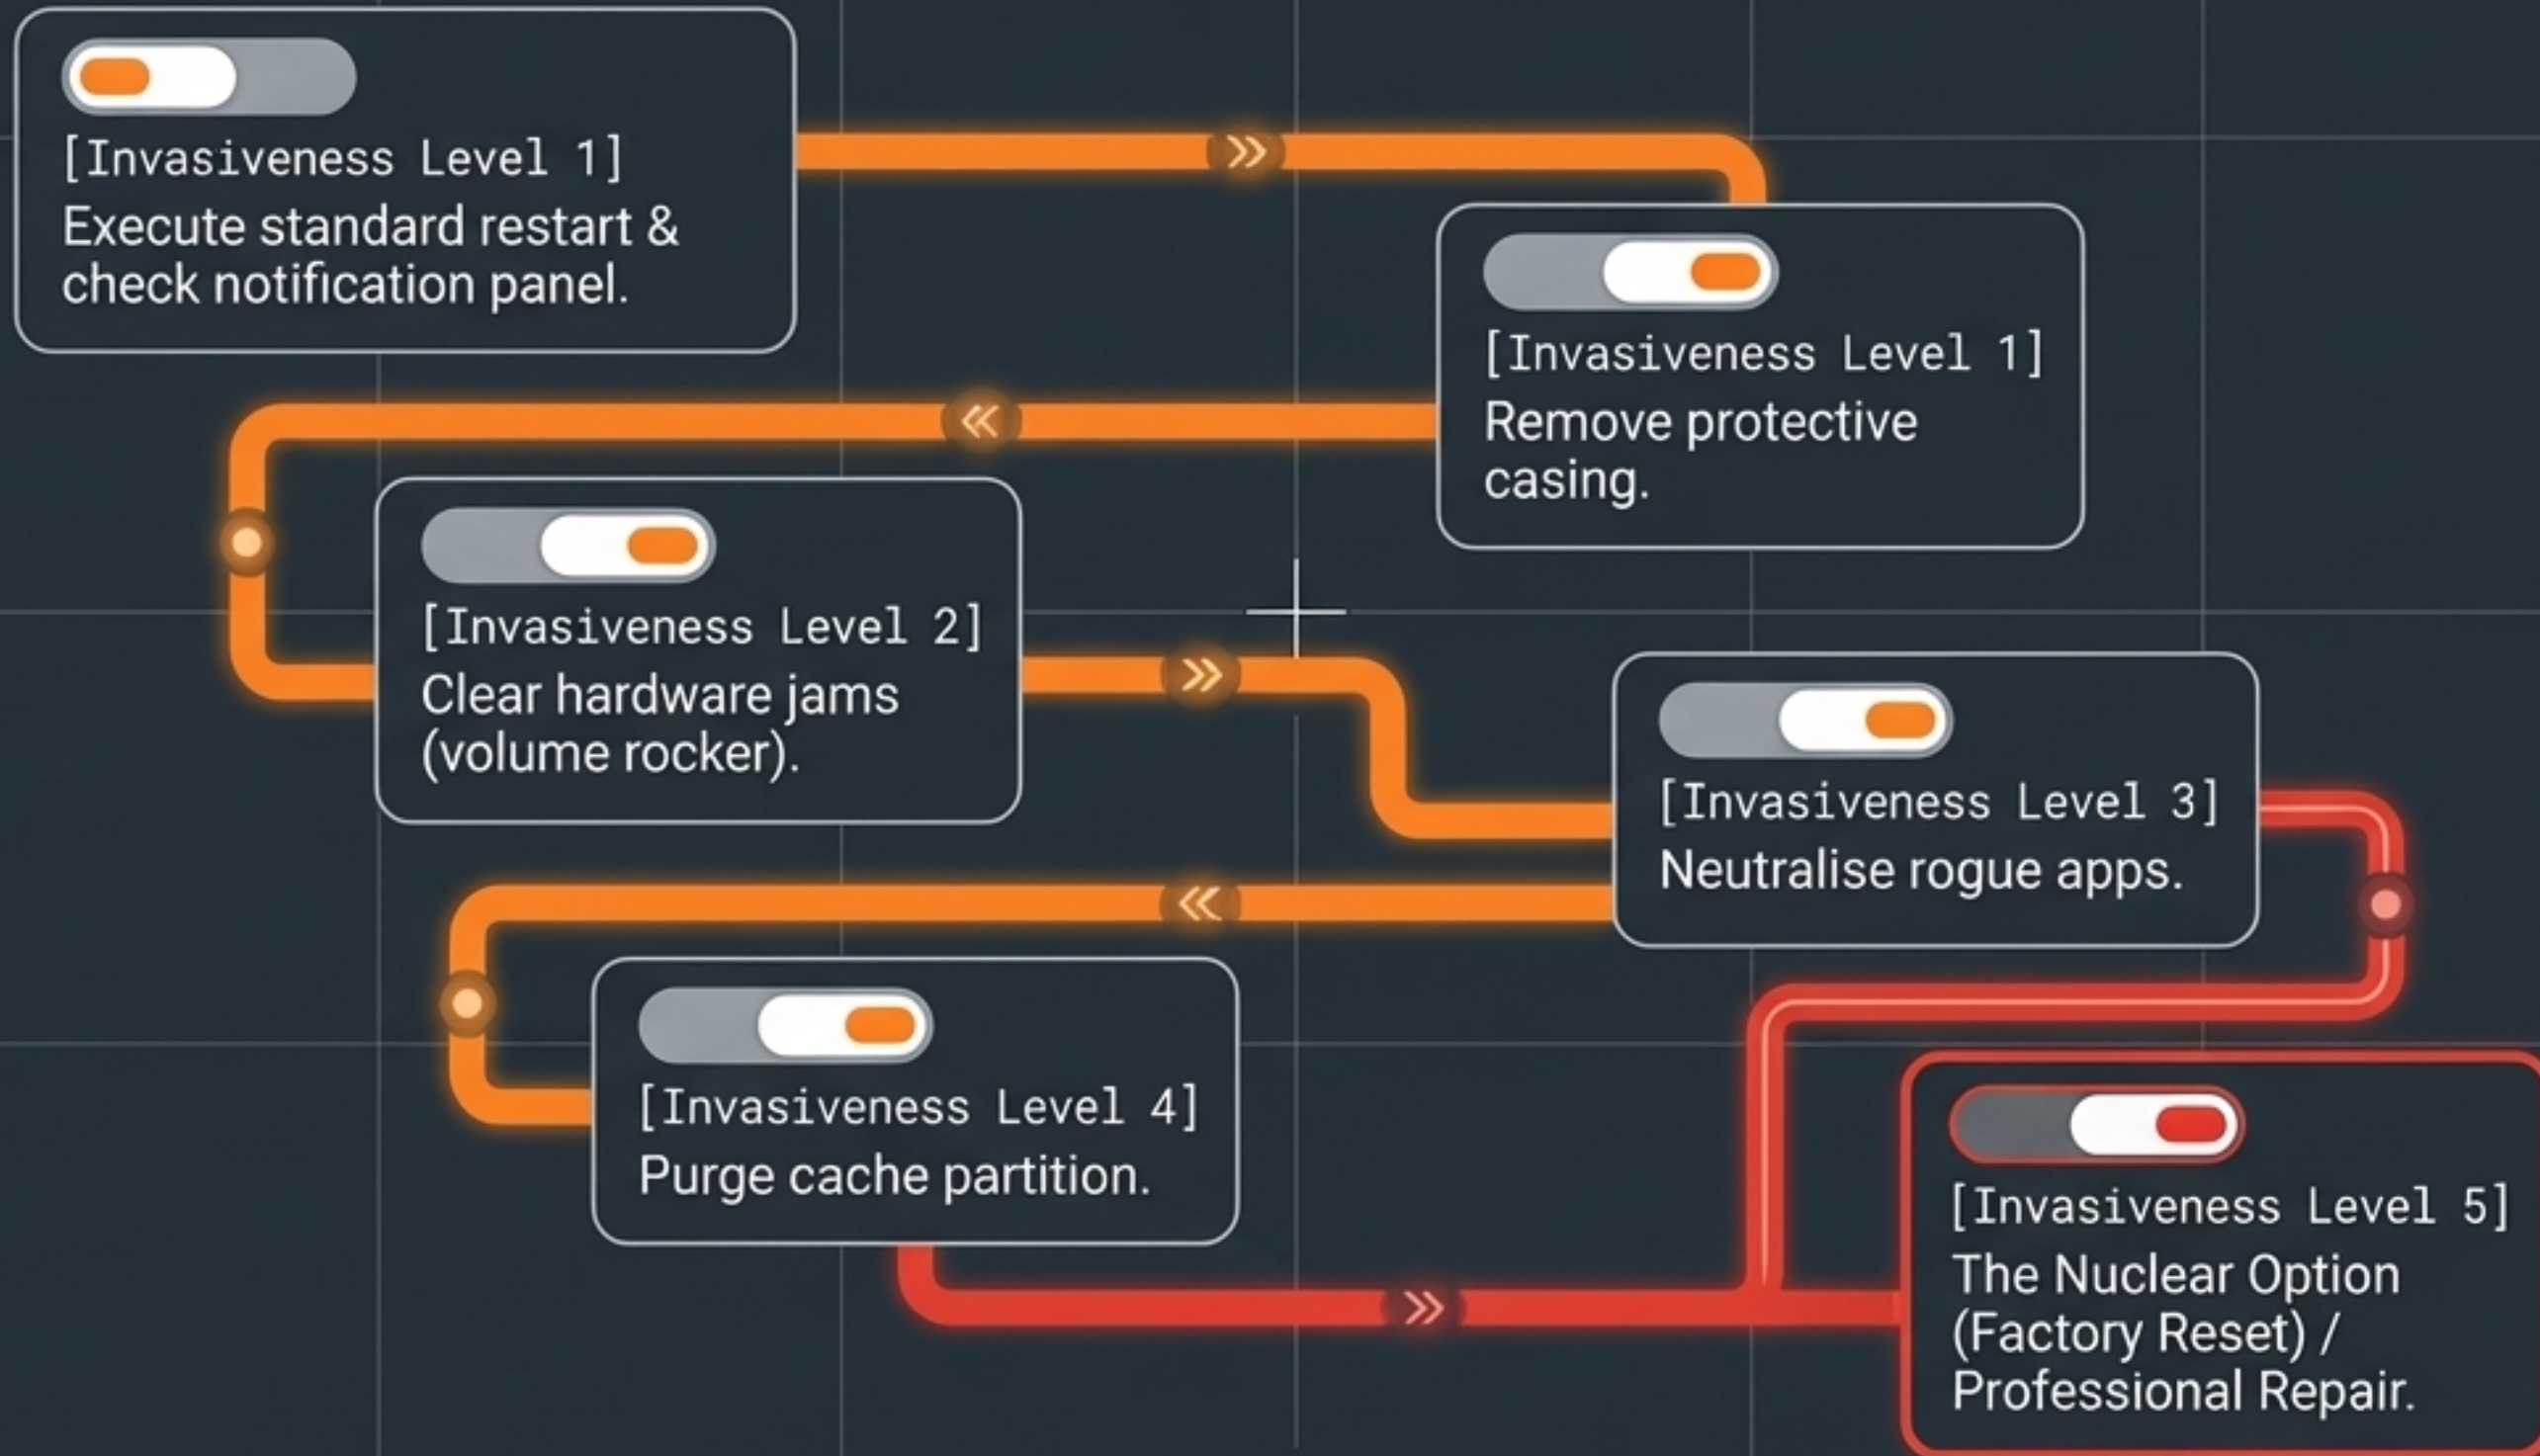 [Invasiveness Level 1]
Execute standard restart &
check notification panel.
[Invasiveness Level 1]
Remove protective
casing.
[Invasiveness Level 2]
Clear hardware jams
(volume rocker).
[Invasiveness Level 3]
Neutralise rogue apps.
[Invasiveness Level 4]
Purge cache partition.
[Invasiveness Level 5]
The Nuclear Option
(Factory Reset) /
Professional Repair.